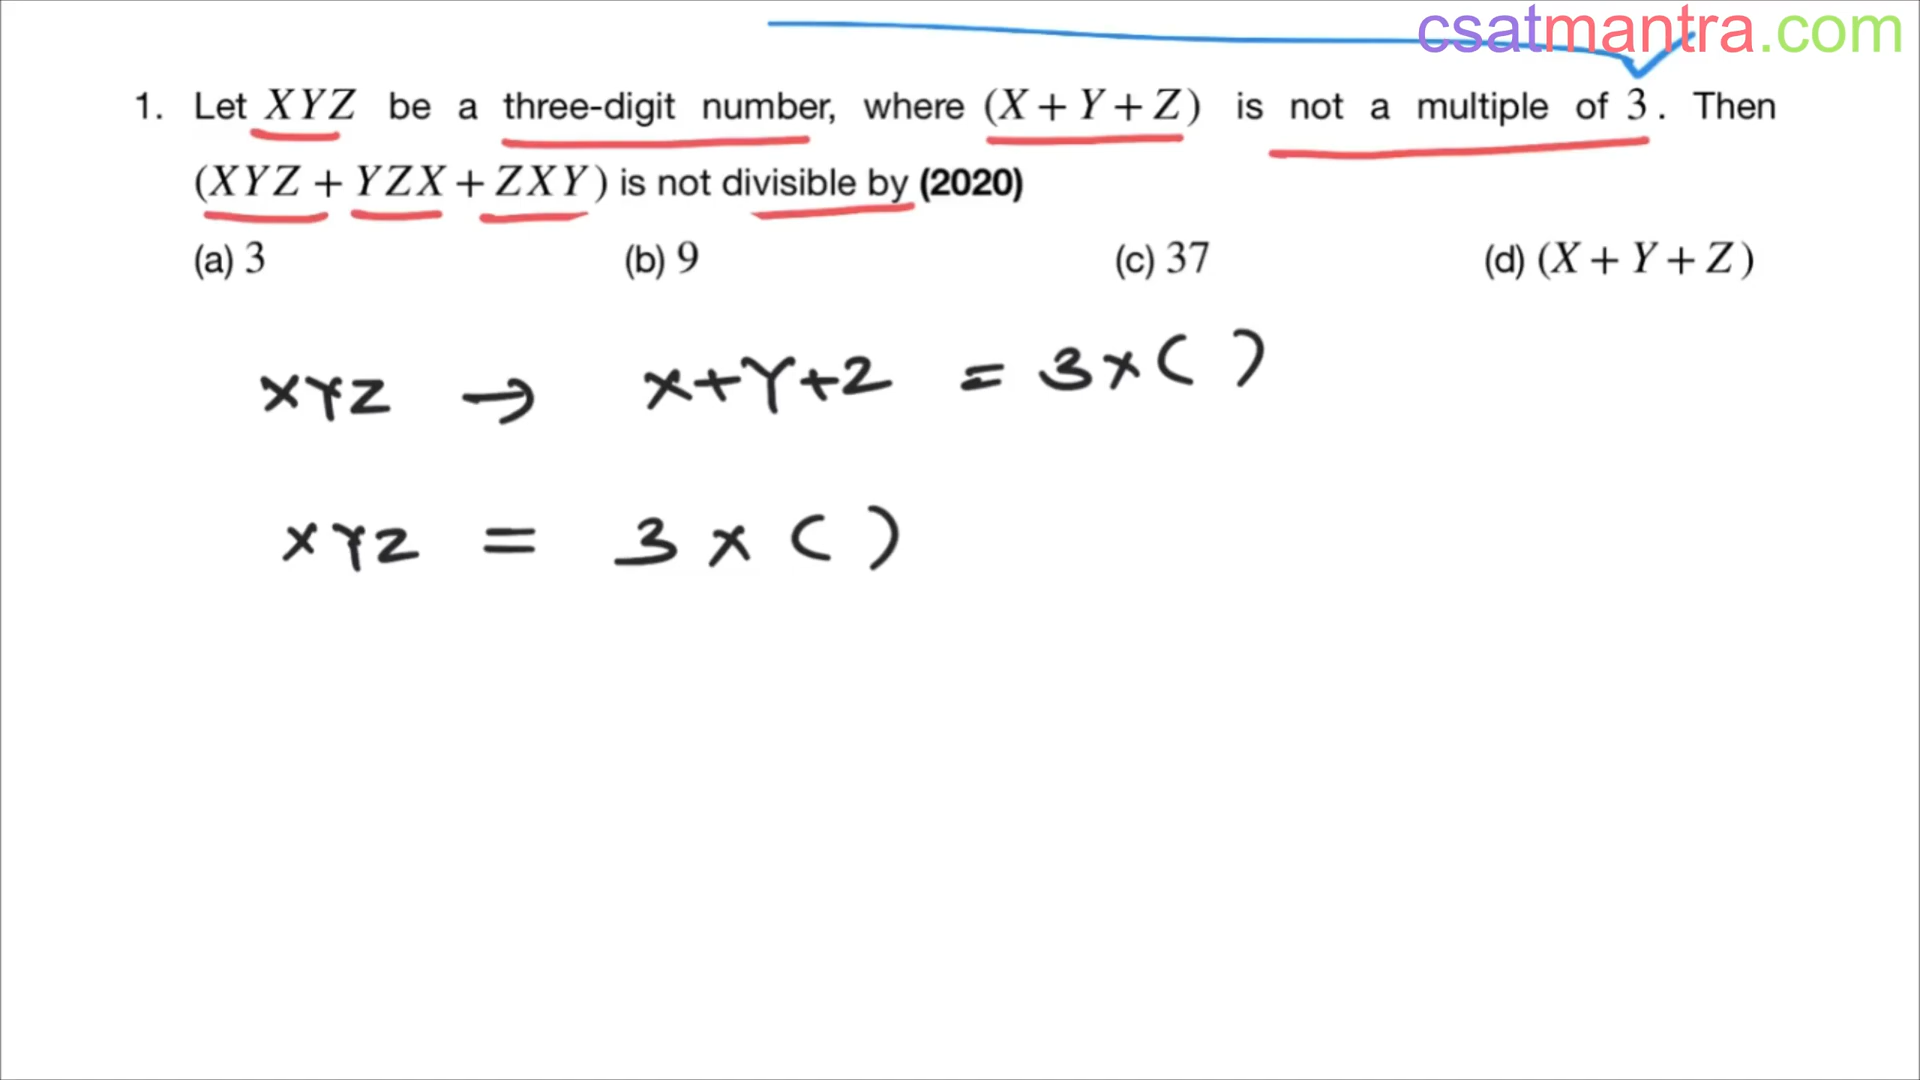 csatmantra.com
1. Let XYZ be a three-digit number, where (X + Y + Z) is not a multiple of 3. Then
(XYZ + YZX + ZXY) is not divisible by (2020)
(a) 3 (b) 9 (c) 37 (d) (X + Y + Z)
XYZ → X+Y+Z = 3×( )
XYZ = 3×( )